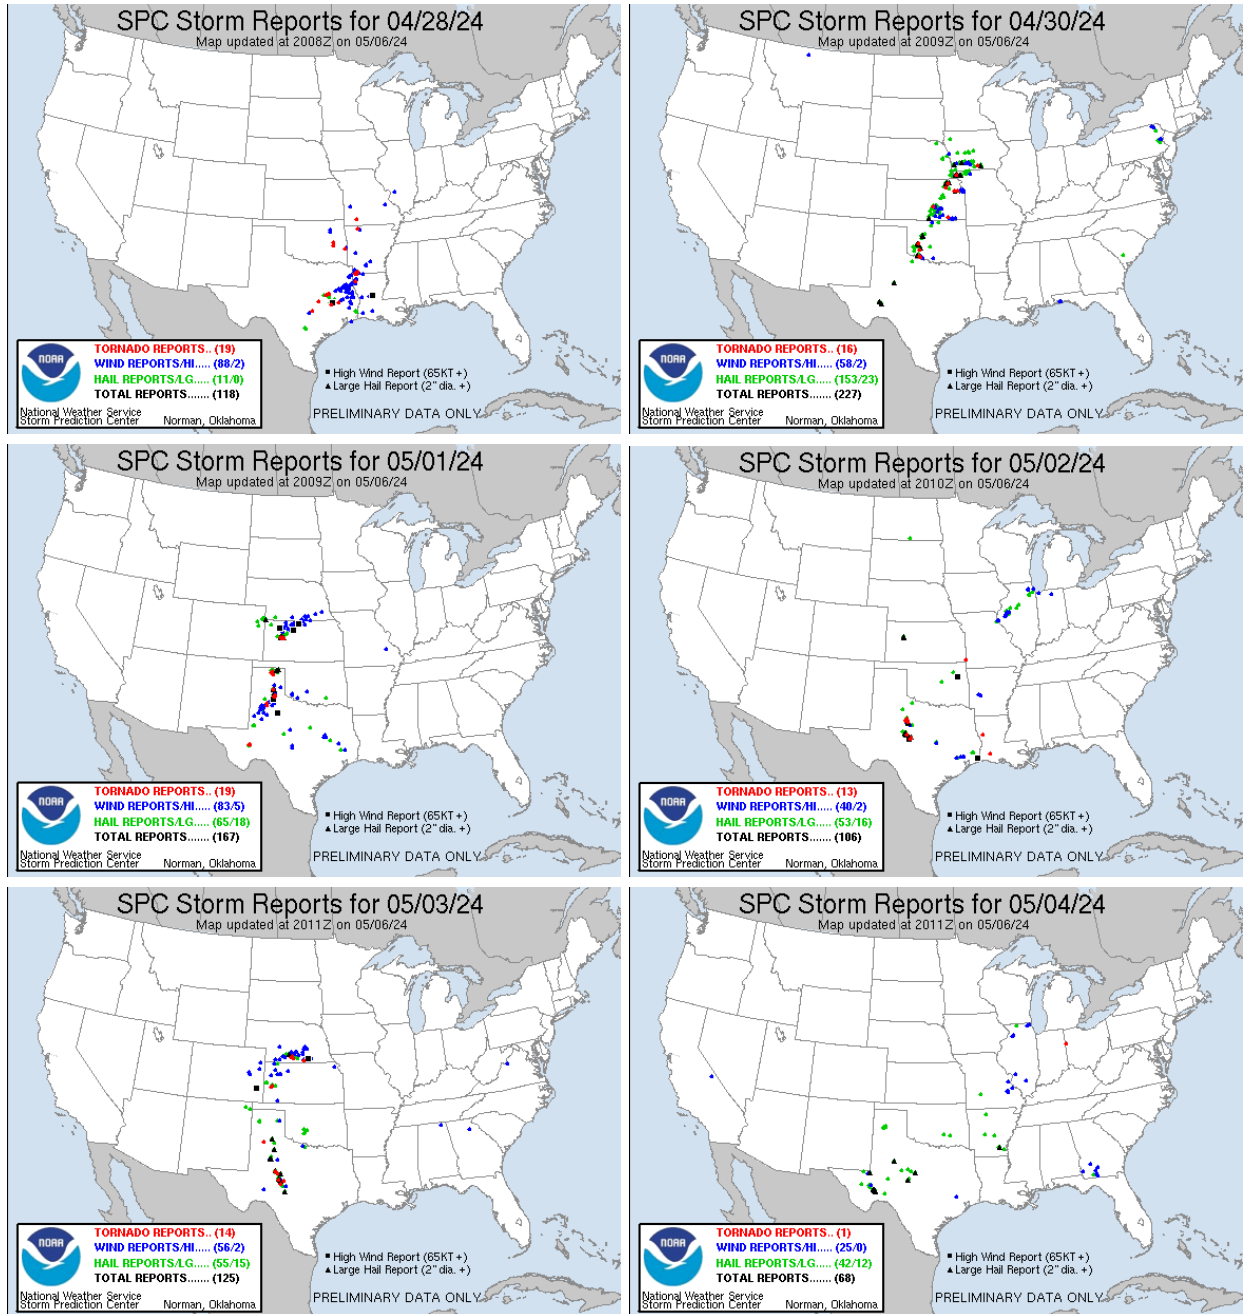 SPC Storm Reports for 04/28/24
Map updated at 2008Z on 05/06/24
NOAA
TORNADO REPORTS.. (19)
WIND REPORTS/HI..... (88/2)
HAIL REPORTS/LG..... (11/0)
TOTAL REPORTS....... (118)
National Weather Service
Storm Prediction Center Norman, Oklahoma
High Wind Report (65KT +)
Large Hail Report (2" dia. +)
PRELIMINARY DATA ONLY
SPC Storm Reports for 04/30/24
Map updated at 2009Z on 05/06/24
NOAA
TORNADO REPORTS.. (16)
WIND REPORTS/HI..... (58/2)
HAIL REPORTS/LG..... (153/23)
TOTAL REPORTS....... (227)
National Weather Service
Storm Prediction Center Norman, Oklahoma
High Wind Report (65KT +)
Large Hail Report (2" dia. +)
PRELIMINARY DATA ONLY
SPC Storm Reports for 05/01/24
Map updated at 2009Z on 05/06/24
NOAA
TORNADO REPORTS.. (19)
WIND REPORTS/HI..... (83/5)
HAIL REPORTS/LG..... (65/18)
TOTAL REPORTS....... (167)
National Weather Service
Storm Prediction Center Norman, Oklahoma
High Wind Report (65KT +)
Large Hail Report (2" dia. +)
PRELIMINARY DATA ONLY
SPC Storm Reports for 05/02/24
Map updated at 2010Z on 05/06/24
NOAA
TORNADO REPORTS.. (13)
WIND REPORTS/HI..... (40/2)
HAIL REPORTS/LG..... (53/16)
TOTAL REPORTS....... (106)
National Weather Service
Storm Prediction Center Norman, Oklahoma
High Wind Report (65KT +)
Large Hail Report (2" dia. +)
PRELIMINARY DATA ONLY
SPC Storm Reports for 05/03/24
Map updated at 2011Z on 05/06/24
NOAA
TORNADO REPORTS.. (14)
WIND REPORTS/HI..... (56/2)
HAIL REPORTS/LG..... (55/15)
TOTAL REPORTS....... (125)
National Weather Service
Storm Prediction Center Norman, Oklahoma
High Wind Report (65KT +)
Large Hail Report (2" dia. +)
PRELIMINARY DATA ONLY
SPC Storm Reports for 05/04/24
Map updated at 2011Z on 05/06/24
NOAA
TORNADO REPORTS.. (1)
WIND REPORTS/HI..... (25/0)
HAIL REPORTS/LG..... (42/12)
TOTAL REPORTS....... (68)
National Weather Service
Storm Prediction Center Norman, Oklahoma
High Wind Report (65KT +)
Large Hail Report (2" dia. +)
PRELIMINARY DATA ONLY